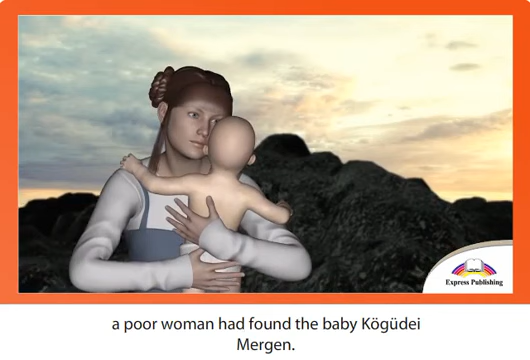 Express Publishing
a poor woman had found the baby Kögüdei
Mergen.